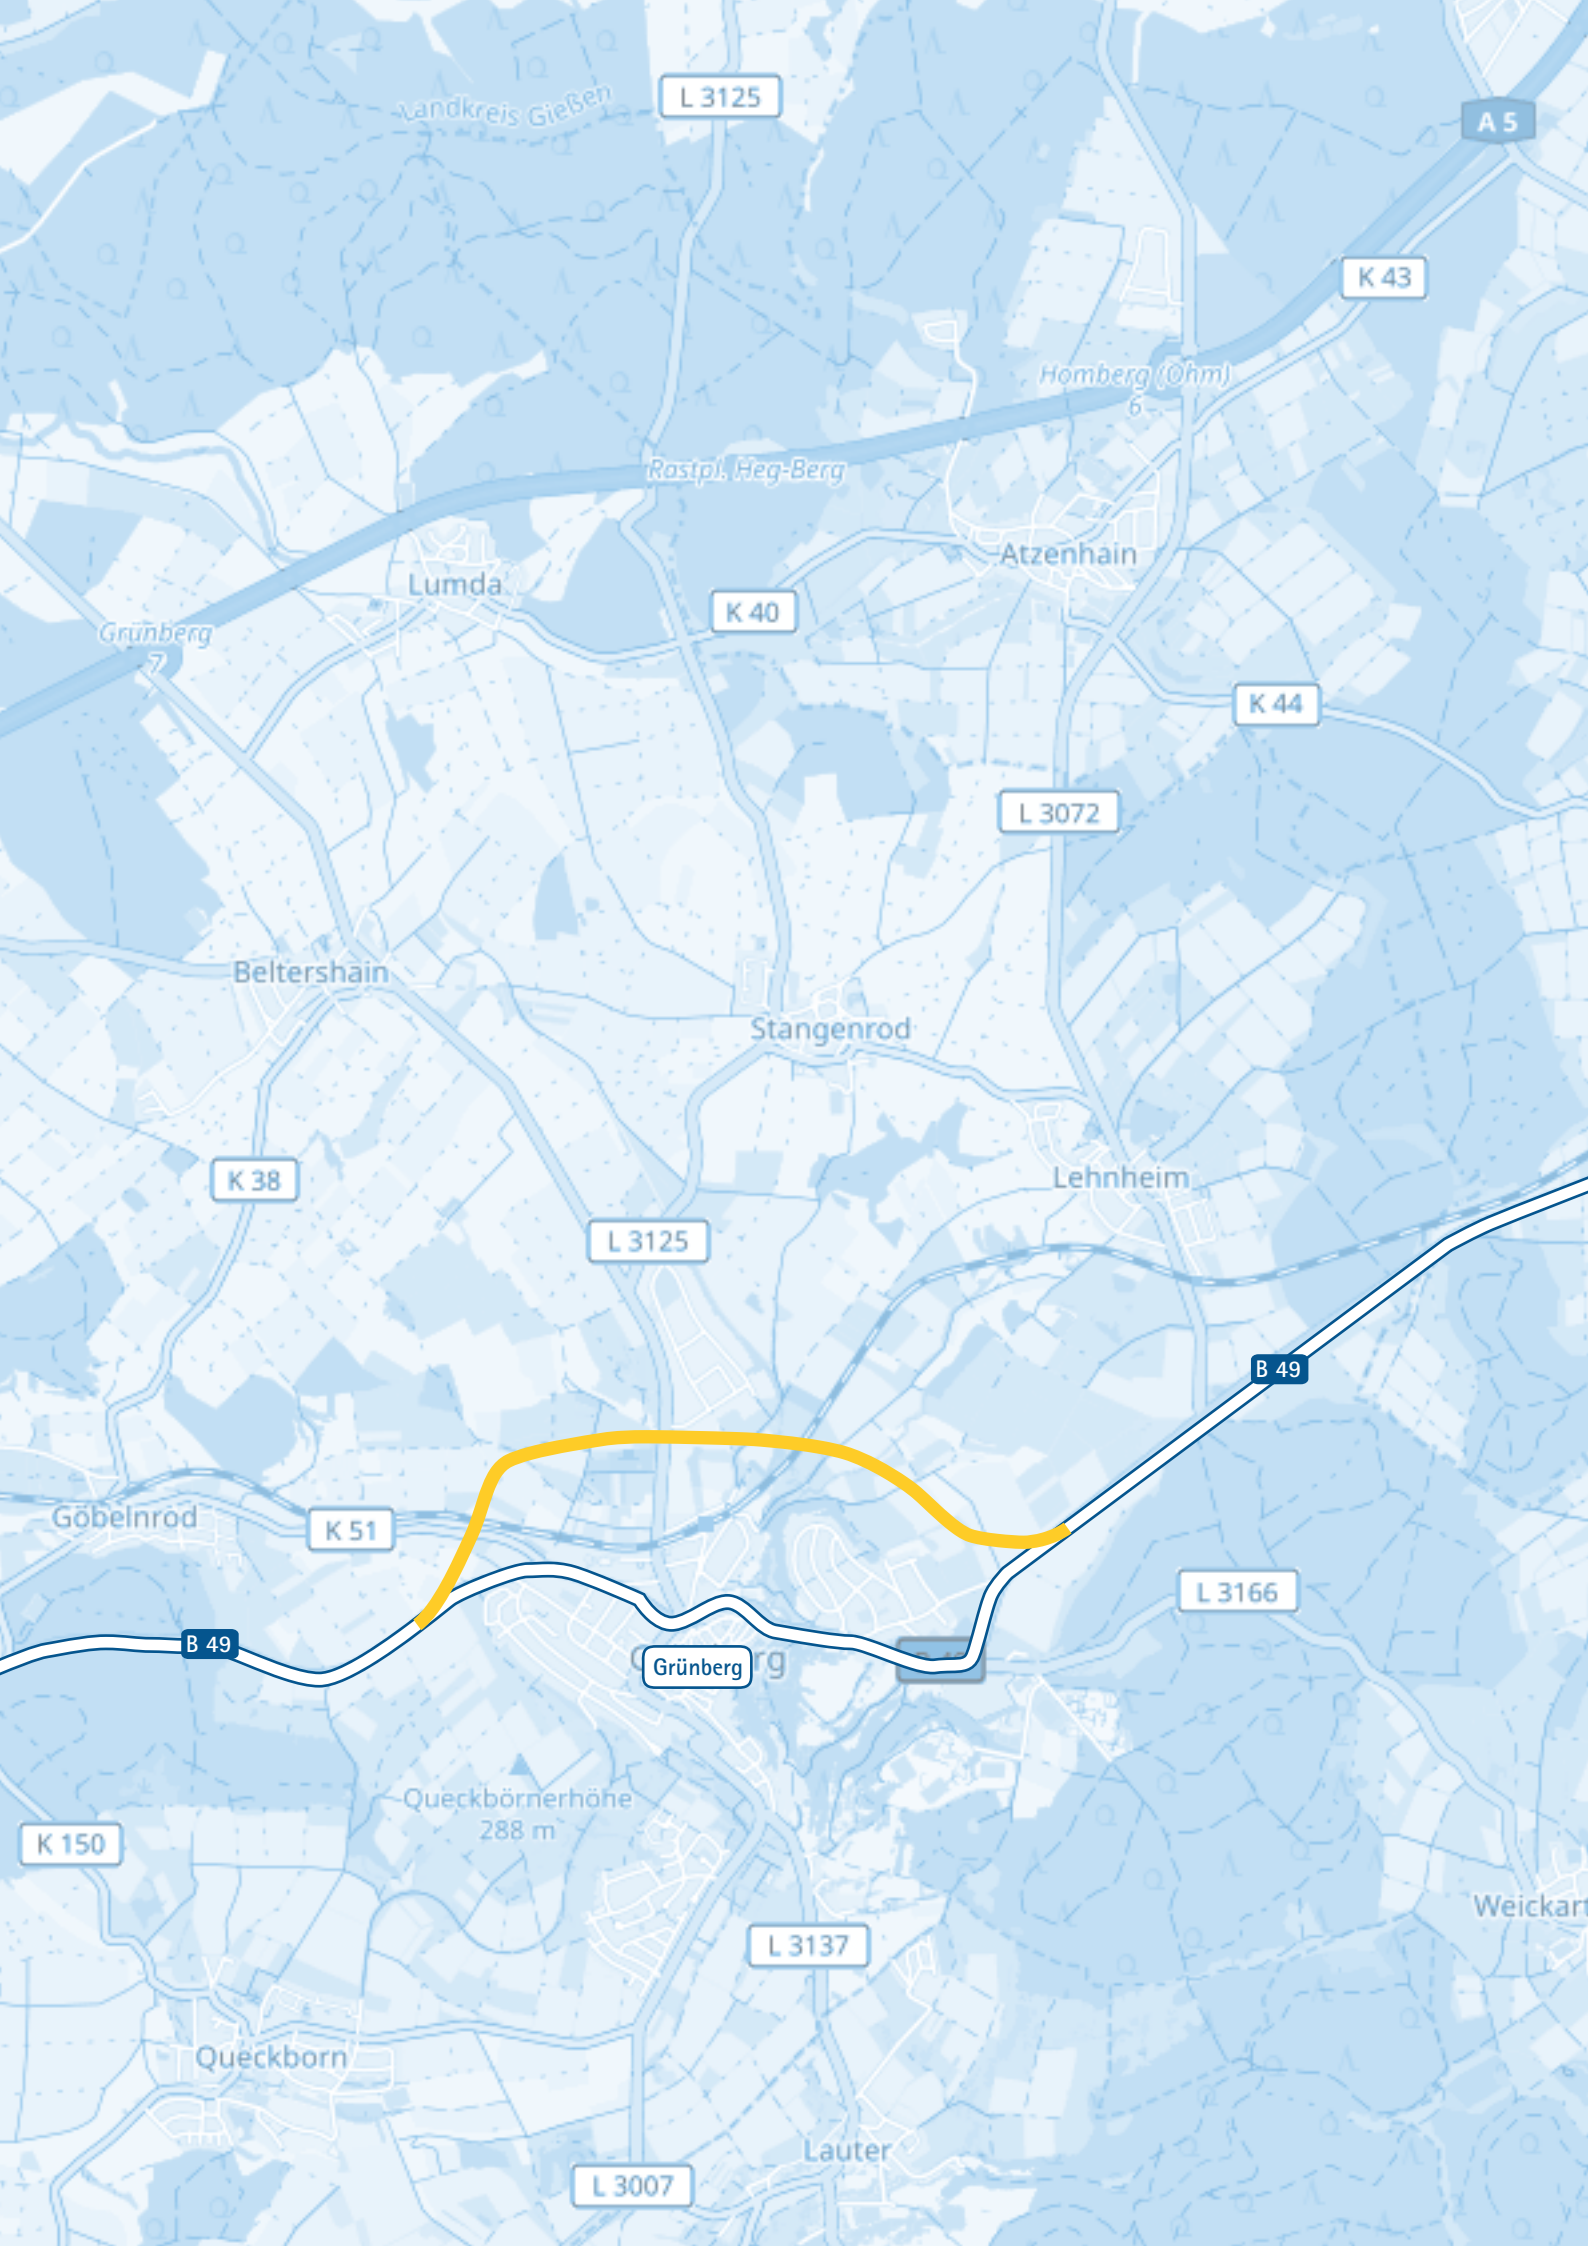 Landkreis Gießen
L 3125
A 5
K 43
Homberg (Ohm)
6
Rastpl. Heg-Berg
Atzenhain
Lumda
K 40
Grünberg
7
K 44
L 3072
Beltershain
Stangenrod
Lehnheim
K 38
L 3125
B 49
Göbelnrod
K 51
L 3166
B 49
Grünberg
Queckbörnerhöhe
288 m
K 150
Weickart
L 3137
Queckborn
Lauter
L 3007